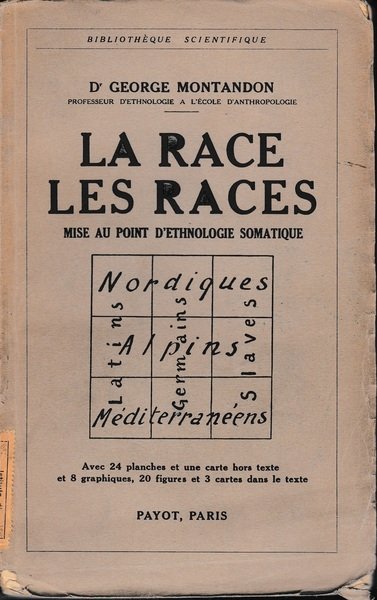 BIBLIOTHÈQUE SCIENTIFIQUE
Dr GEORGE MONTANDON
PROFESSEUR D'ETHNOLOGIE A L'ÉCOLE D'ANTHROPOLOGIE
LA RACE
LES RACES
MISE AU POINT D'ETHNOLOGIE SOMATIQUE
Nordiques
Alpins
Méditerranéens
Latins
Germains
Slaves
Avec 24 planches et une carte hors texte
et 8 graphiques, 20 figures et 3 cartes dans le texte
PAYOT, PARIS